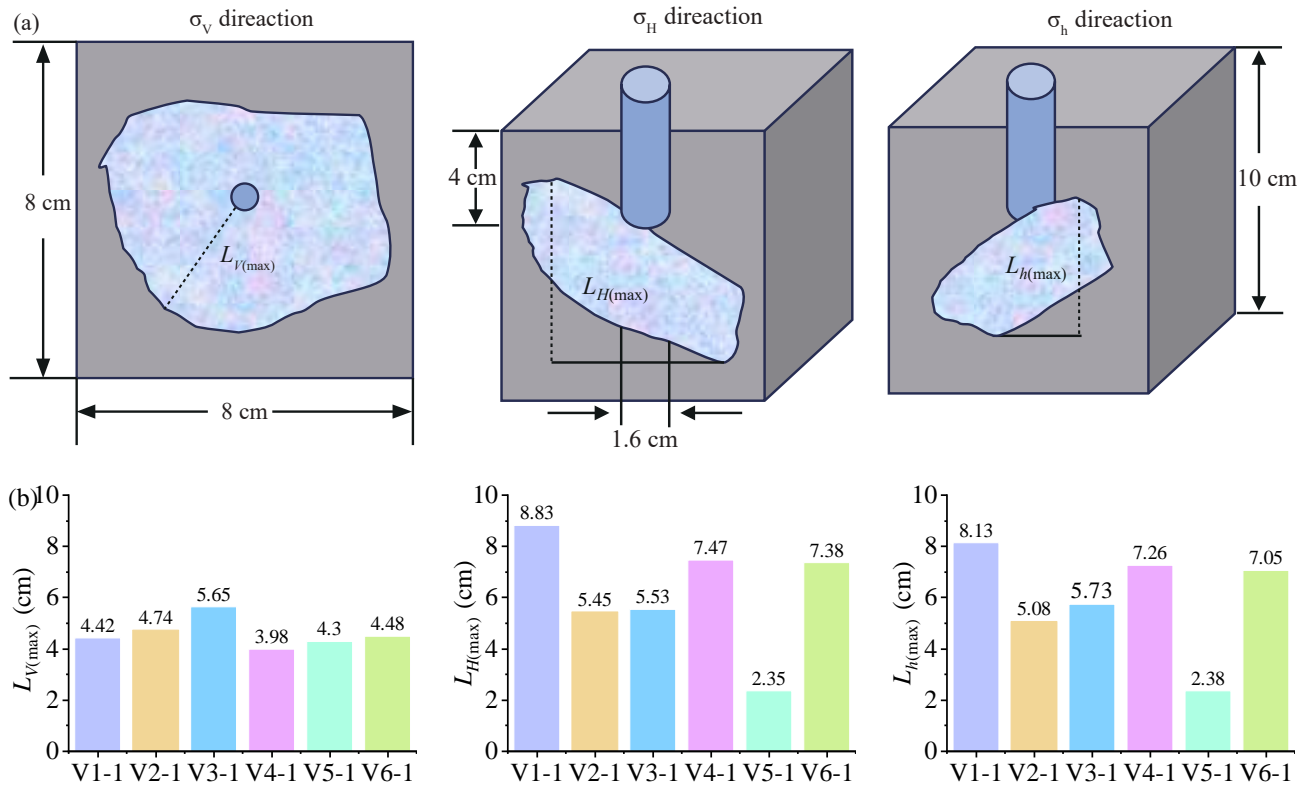 (a)
σV direaction
σH direaction
σh direaction
8 cm
LV(max)
8 cm
4 cm
LH(max)
1.6 cm
Lh(max)
10 cm
(b)
LV(max) (cm)
10
8
6
4
2
0
4.42
4.74
5.65
3.98
4.3
4.48
V1-1 V2-1 V3-1 V4-1 V5-1 V6-1
LH(max) (cm)
10
8
6
4
2
0
8.83
5.45
5.53
7.47
2.35
7.38
V1-1 V2-1 V3-1 V4-1 V5-1 V6-1
Lh(max) (cm)
10
8
6
4
2
0
8.13
5.08
5.73
7.26
2.38
7.05
V1-1 V2-1 V3-1 V4-1 V5-1 V6-1